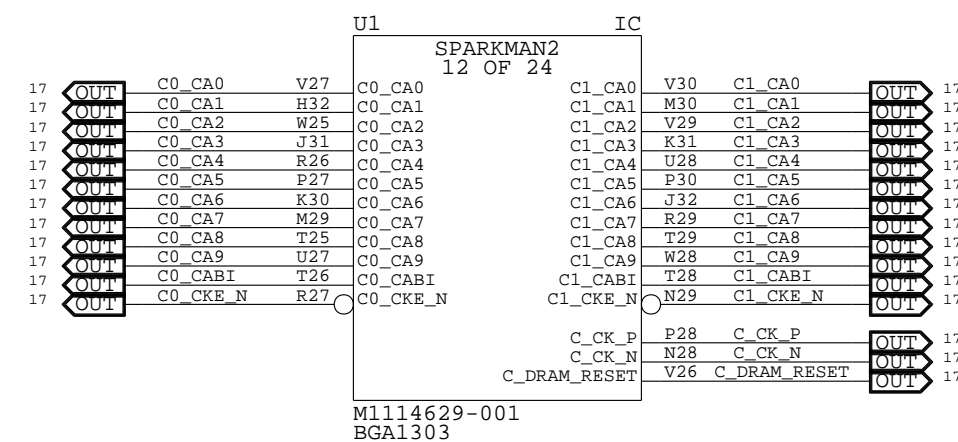 U1 IC
SPARKMAN2
12 OF 24
17 OUT C0_CA0 V27 C0_CA0 C1_CA0 V30 C1_CA0 OUT 17
17 OUT C0_CA1 H32 C0_CA1 C1_CA1 M30 C1_CA1 OUT 17
17 OUT C0_CA2 W25 C0_CA2 C1_CA2 V29 C1_CA2 OUT 17
17 OUT C0_CA3 J31 C0_CA3 C1_CA3 K31 C1_CA3 OUT 17
17 OUT C0_CA4 R26 C0_CA4 C1_CA4 U28 C1_CA4 OUT 17
17 OUT C0_CA5 P27 C0_CA5 C1_CA5 P30 C1_CA5 OUT 17
17 OUT C0_CA6 K30 C0_CA6 C1_CA6 J32 C1_CA6 OUT 17
17 OUT C0_CA7 M29 C0_CA7 C1_CA7 R29 C1_CA7 OUT 17
17 OUT C0_CA8 T25 C0_CA8 C1_CA8 T29 C1_CA8 OUT 17
17 OUT C0_CA9 U27 C0_CA9 C1_CA9 W28 C1_CA9 OUT 17
17 OUT C0_CABI T26 C0_CABI C1_CABI T28 C1_CABI OUT 17
17 OUT C0_CKE_N R27 C0_CKE_N C1_CKE_N N29 C1_CKE_N OUT 17
C_CK_P P28 C_CK_P OUT 17
C_CK_N N28 C_CK_N OUT 17
C_DRAM_RESET V26 C_DRAM_RESET OUT 17
M1114629-001
BGA1303